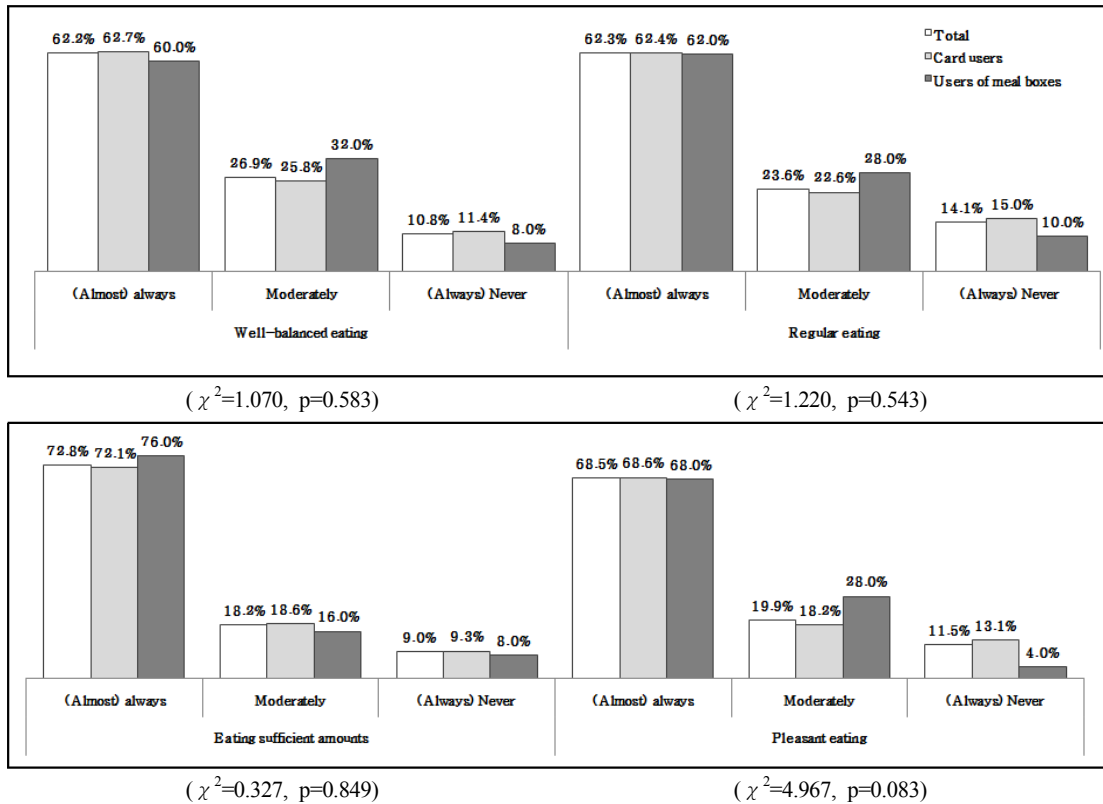 62.2% 62.7% 60.0% 62.3% 62.4% 62.0%
Total
Card users
Users of meal boxes
26.9% 25.8% 32.0% 23.6% 22.6% 28.0%
10.8% 11.4% 8.0% 14.1% 15.0% 10.0%
(Almost) always Moderately (Always) Never (Almost) always Moderately (Always) Never
Well-balanced eating Regular eating
( χ²=1.070, p=0.583) ( χ²=1.220, p=0.543)
72.8% 72.1% 76.0% 68.5% 68.6% 68.0%
18.2% 18.6% 16.0% 19.9% 18.2% 28.0%
9.0% 9.3% 8.0% 11.5% 13.1% 4.0%
(Almost) always Moderately (Always) Never (Almost) always Moderately (Always) Never
Eating sufficient amounts Pleasant eating
( χ²=0.327, p=0.849) ( χ²=4.967, p=0.083)